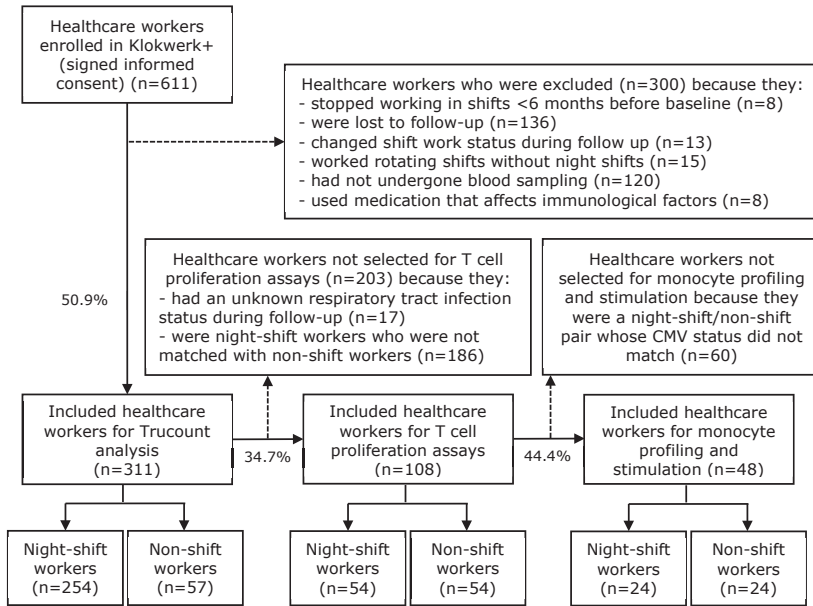 Healthcare workers
enrolled in Klokwerk+
(signed informed
consent) (n=611)
Healthcare workers who were excluded (n=300) because they:
- stopped working in shifts <6 months before baseline (n=8)
- were lost to follow-up (n=136)
- changed shift work status during follow up (n=13)
- worked rotating shifts without night shifts (n=15)
- had not undergone blood sampling (n=120)
- used medication that affects immunological factors (n=8)
50.9%
Healthcare workers not selected for T cell
proliferation assays (n=203) because they:
- had an unknown respiratory tract infection
status during follow-up (n=17)
- were night-shift workers who were not
matched with non-shift workers (n=186)
Healthcare workers not
selected for monocyte profiling
and stimulation because they
were a night-shift/non-shift
pair whose CMV status did not
match (n=60)
Included healthcare
workers for Trucount
analysis
(n=311)
34.7%
Included healthcare
workers for T cell
proliferation assays
(n=108)
44.4%
Included healthcare
workers for monocyte
profiling and
stimulation (n=48)
Night-shift
workers
(n=254)
Non-shift
workers
(n=57)
Night-shift
workers
(n=54)
Non-shift
workers
(n=54)
Night-shift
workers
(n=24)
Non-shift
workers
(n=24)